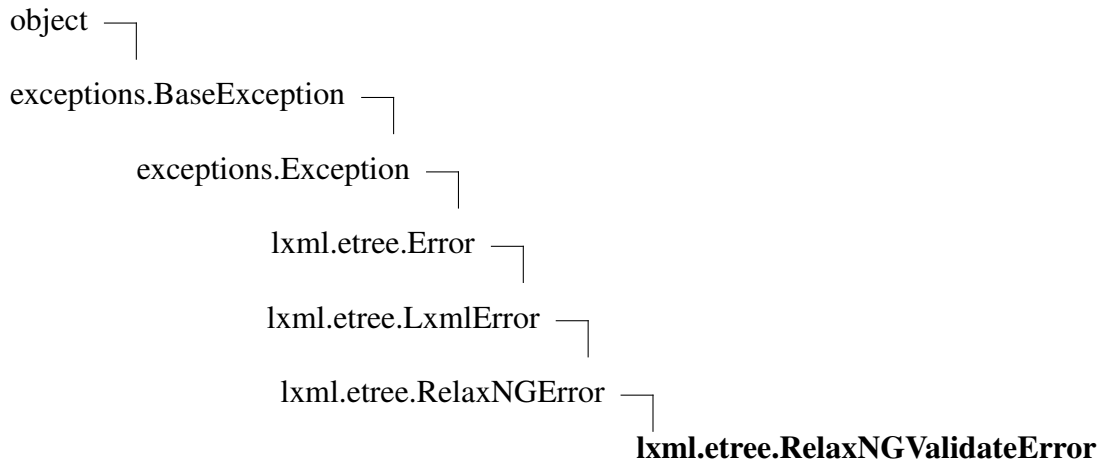 object
exceptions.BaseException
exceptions.Exception
lxml.etree.Error
lxml.etree.LxmlError
lxml.etree.RelaxNGError
lxml.etree.RelaxNGValidateError